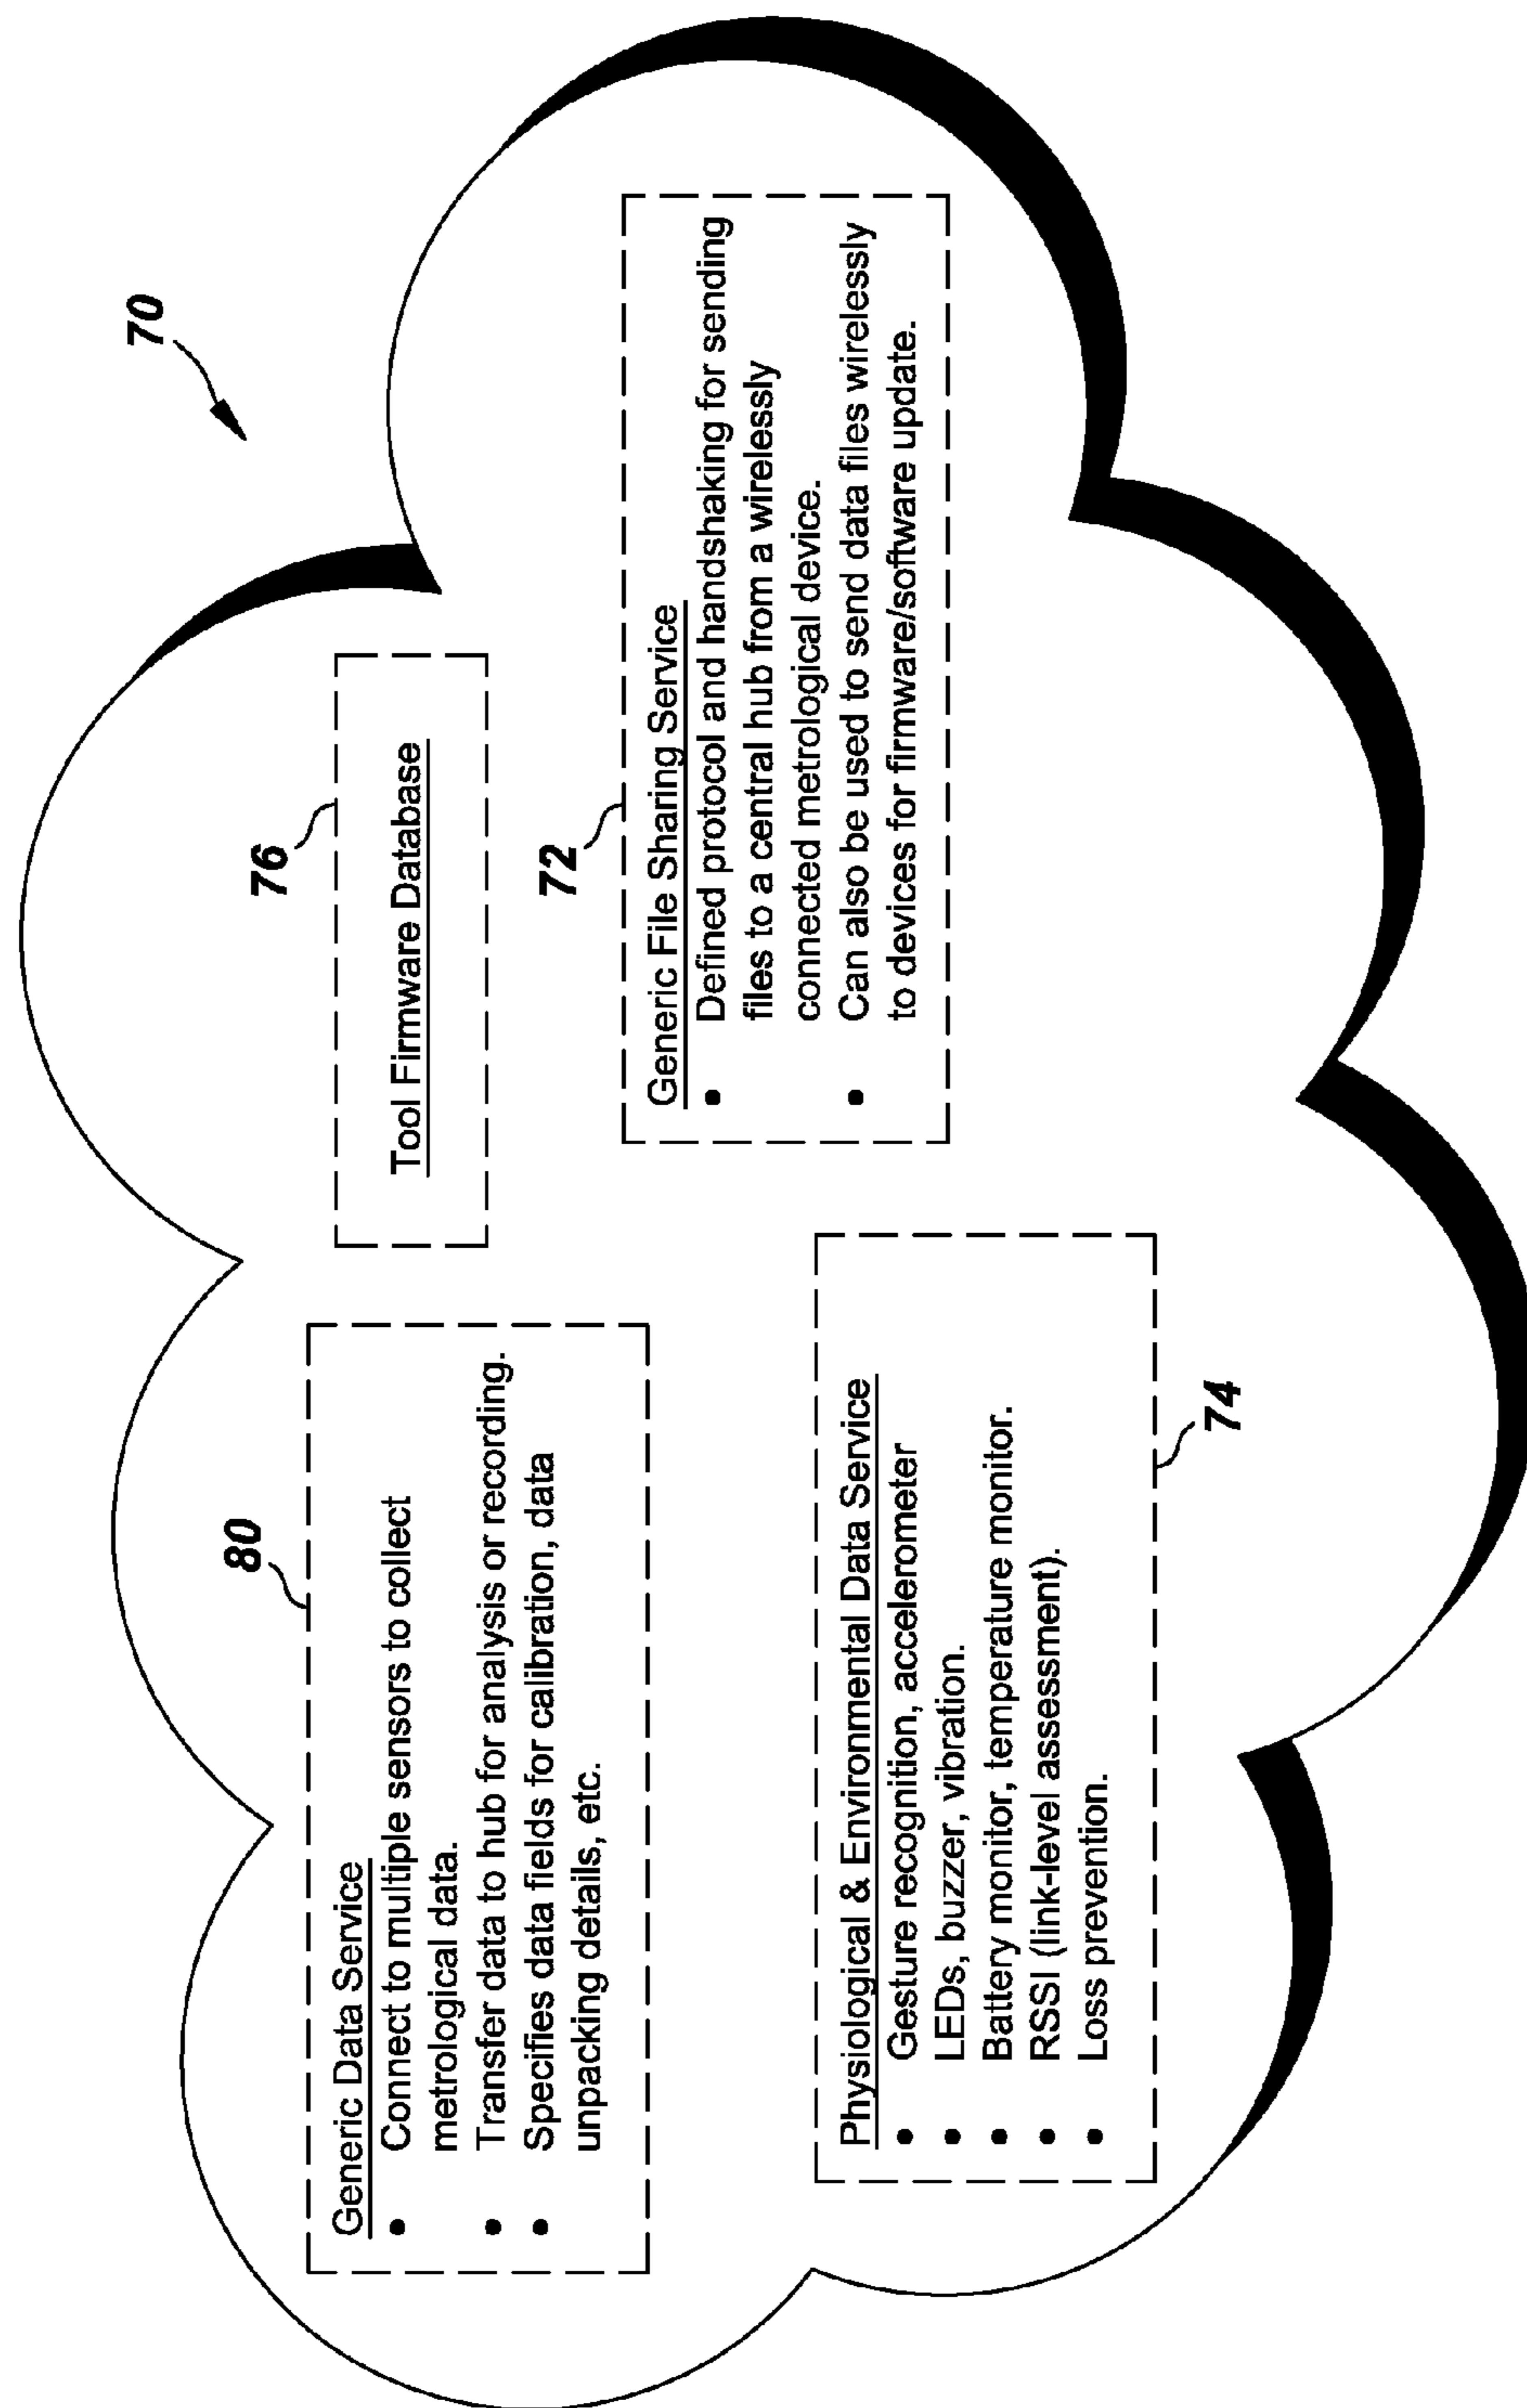 70
80
Generic Data Service
• Connect to multiple sensors to collect
metrological data.
• Transfer data to hub for analysis or recording.
• Specifies data fields for calibration, data
unpacking details, etc.
76
Tool Firmware Database
72
Generic File Sharing Service
• Defined protocol and handshaking for sending
files to a central hub from a wirelessly
connected metrological device.
• Can also be used to send data files wirelessly
to devices for firmware/software update.
Physiological & Environmental Data Service
• Gesture recognition, accelerometer
• LEDs, buzzer, vibration.
• Battery monitor, temperature monitor.
• RSSI (link-level assessment).
• Loss prevention.
74